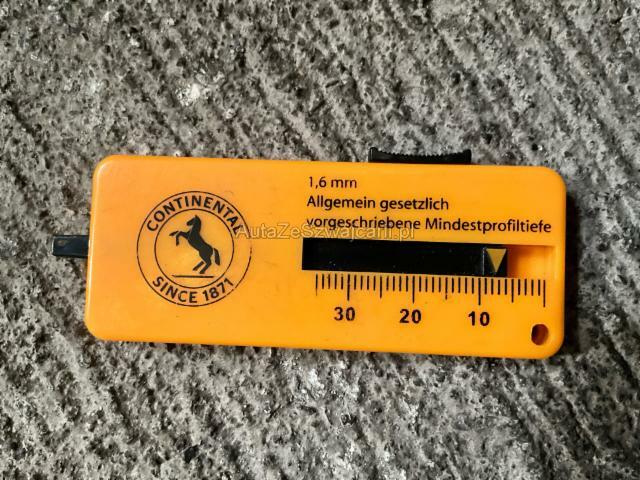 1,6 mm
Allgemein gesetzlich
vorgeschriebene Mindestprofiltiefe
CONTINENTAL
SINCE 1871
AutaZeSzwajcarii.pl
30 20 10